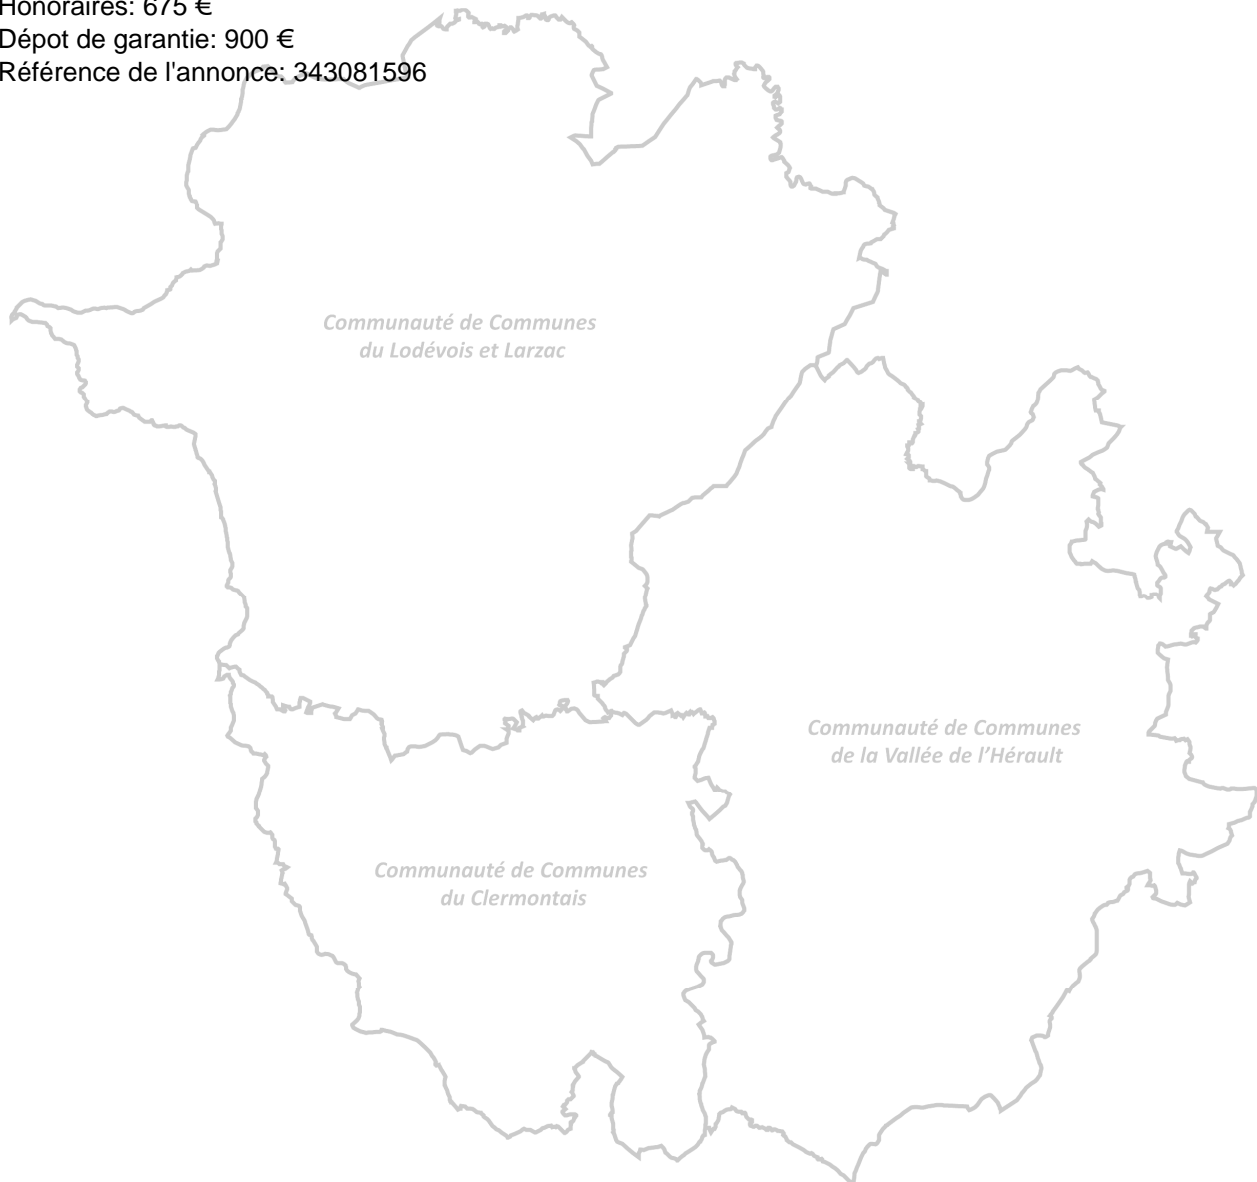 Honoraires: 675 €
Dépot de garantie: 900 €
Référence de l'annonce: 343081596
Communauté de Communes
du Lodévois et Larzac
Communauté de Communes
de la Vallée de l'Hérault
Communauté de Communes
du Clermontais